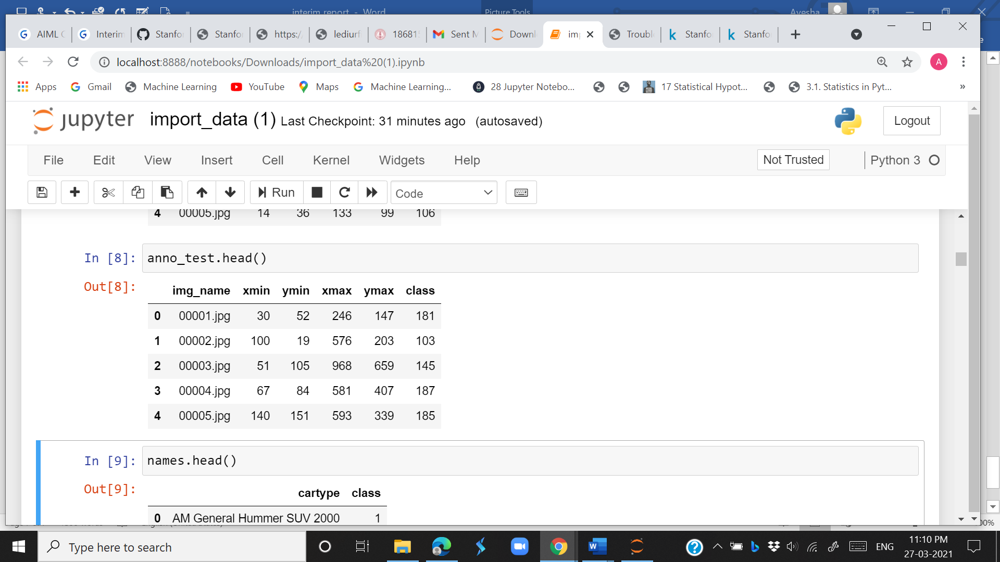 interim report - Word
Picture Tools
Ayesha
AIML
Interim
Stanfo
Stanfo
https:/
lediurf
18681
Sent M
Downl
im
Troubl
Stanfo
Stanfo
localhost:8888/notebooks/Downloads/import_data%20(1).ipynb
A
Apps
Gmail
Machine Learning
YouTube
Maps
Machine Learning...
28 Jupyter Notebo...
17 Statistical Hypot...
3.1. Statistics in Pyt...
»
jupyter import_data (1) Last Checkpoint: 31 minutes ago (autosaved)
Logout
File Edit View Insert Cell Kernel Widgets Help
Not Trusted
Python 3
Run
Code
4 00005.jpg 14 36 133 99 106
In [8]: anno_test.head()
Out[8]:
img_name xmin ymin xmax ymax class
0 00001.jpg 30 52 246 147 181
1 00002.jpg 100 19 576 203 103
2 00003.jpg 51 105 968 659 145
3 00004.jpg 67 84 581 407 187
4 00005.jpg 140 151 593 339 185
In [9]: names.head()
Out[9]:
cartype class
0 AM General Hummer SUV 2000 1
Type here to search
ENG
11:10 PM
27-03-2021